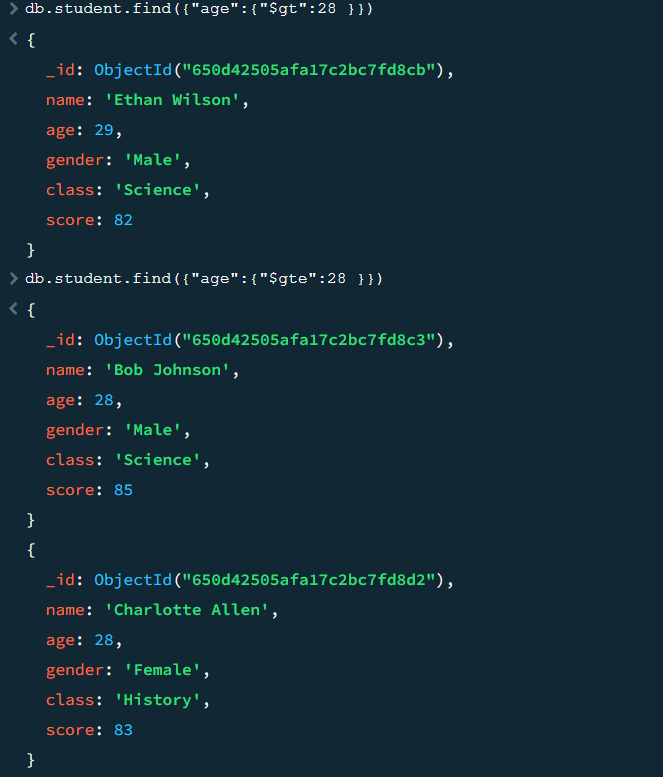 > db.student.find({"age":{"$gt":28 }})
< {
_id: ObjectId("650d42505afa17c2bc7fd8cb"),
name: 'Ethan Wilson',
age: 29,
gender: 'Male',
class: 'Science',
score: 82
}
> db.student.find({"age":{"$gte":28 }})
< {
_id: ObjectId("650d42505afa17c2bc7fd8c3"),
name: 'Bob Johnson',
age: 28,
gender: 'Male',
class: 'Science',
score: 85
}
{
_id: ObjectId("650d42505afa17c2bc7fd8d2"),
name: 'Charlotte Allen',
age: 28,
gender: 'Female',
class: 'History',
score: 83
}